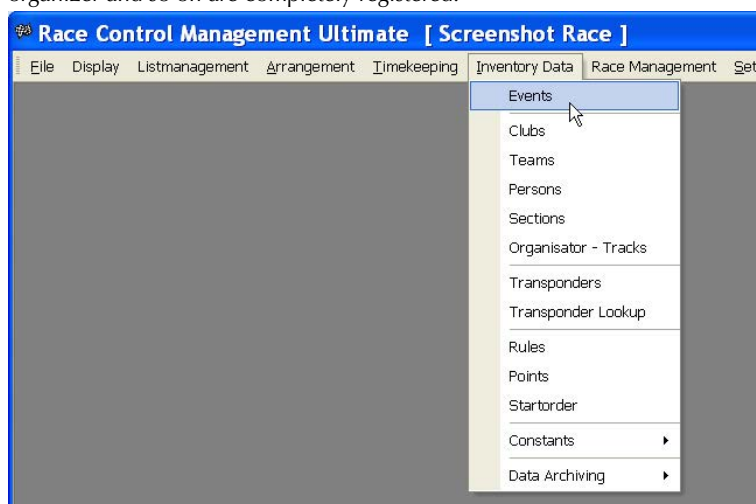 organizer and so on are completely registered.
Race Control Management Ultimate [ Screenshot Race ]
File Display Listmanagement Arrangement Timekeeping Inventory Data Race Management Set
Events
Clubs
Teams
Persons
Sections
Organisator - Tracks
Transponders
Transponder Lookup
Rules
Points
Startorder
Constants
Data Archiving